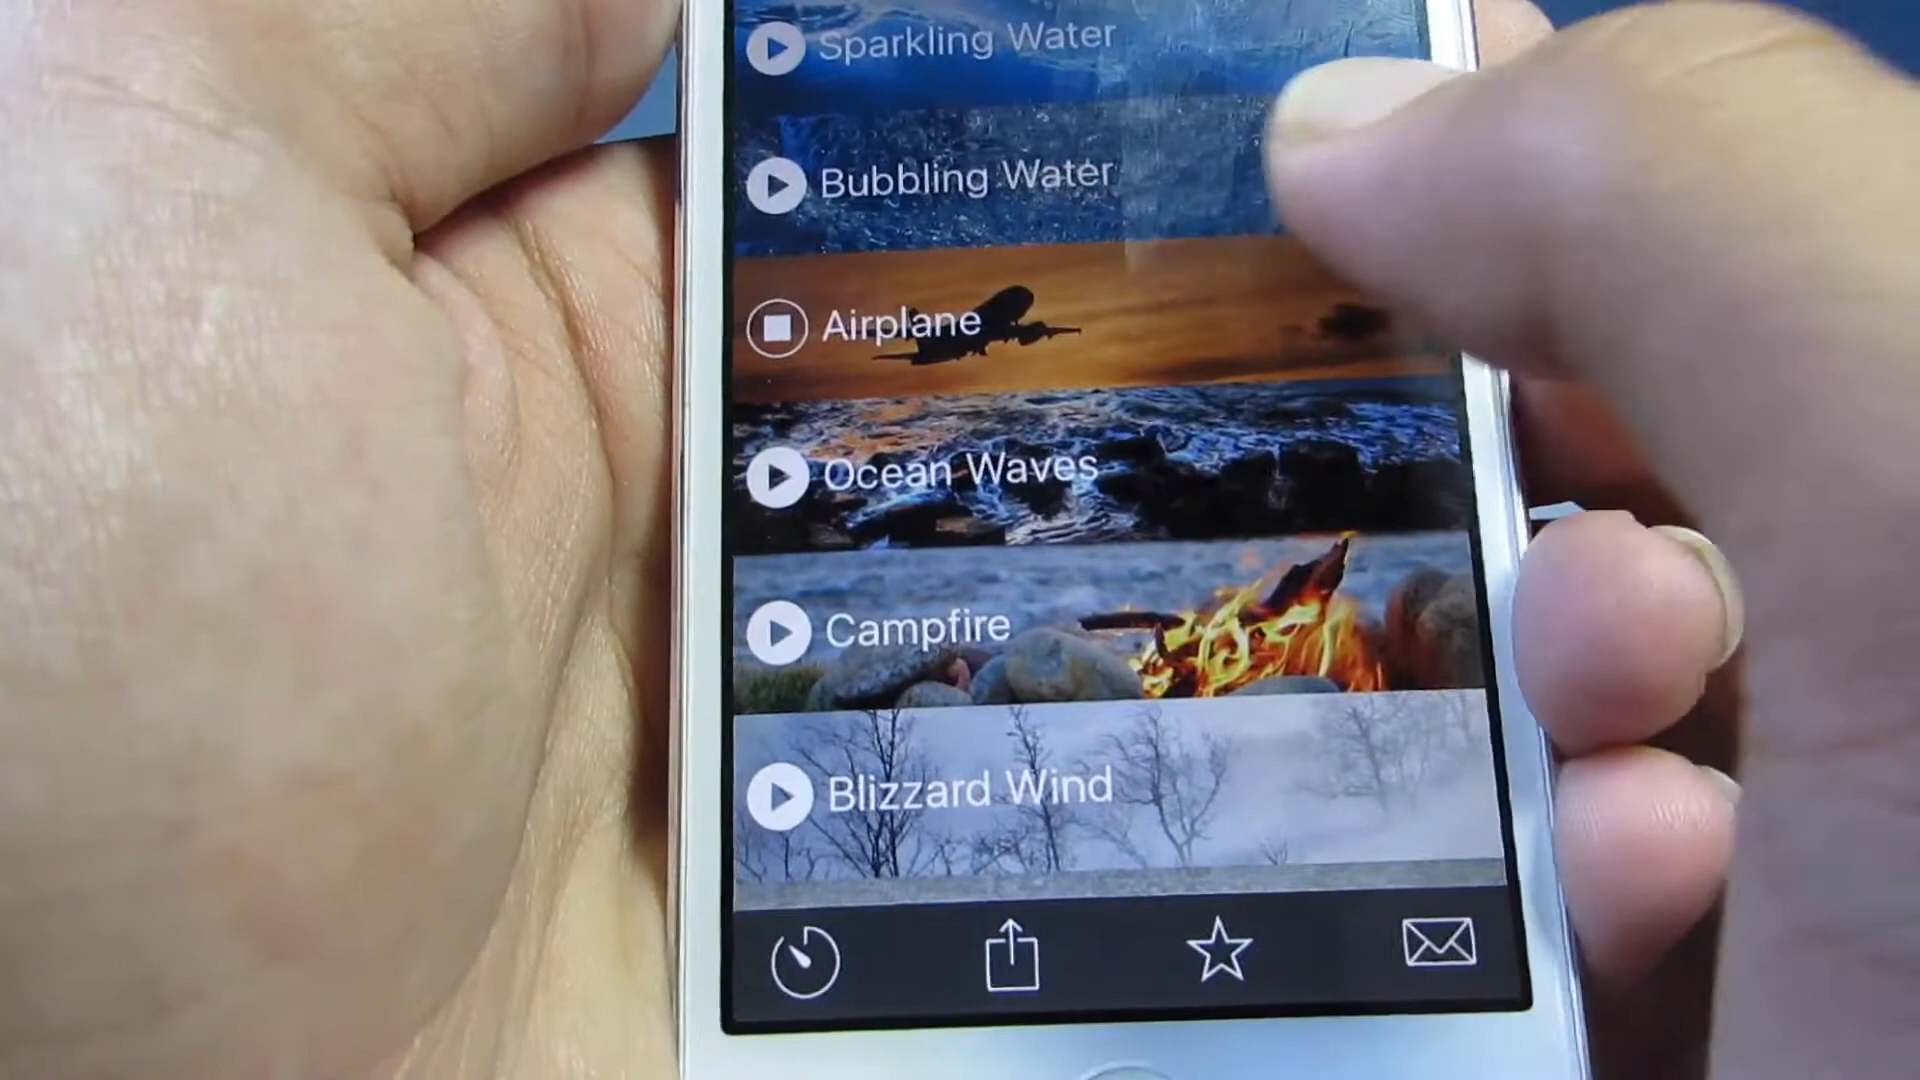 Sparkling Water
Bubbling Water
Airplane
Ocean Waves
Campfire
Blizzard Wind